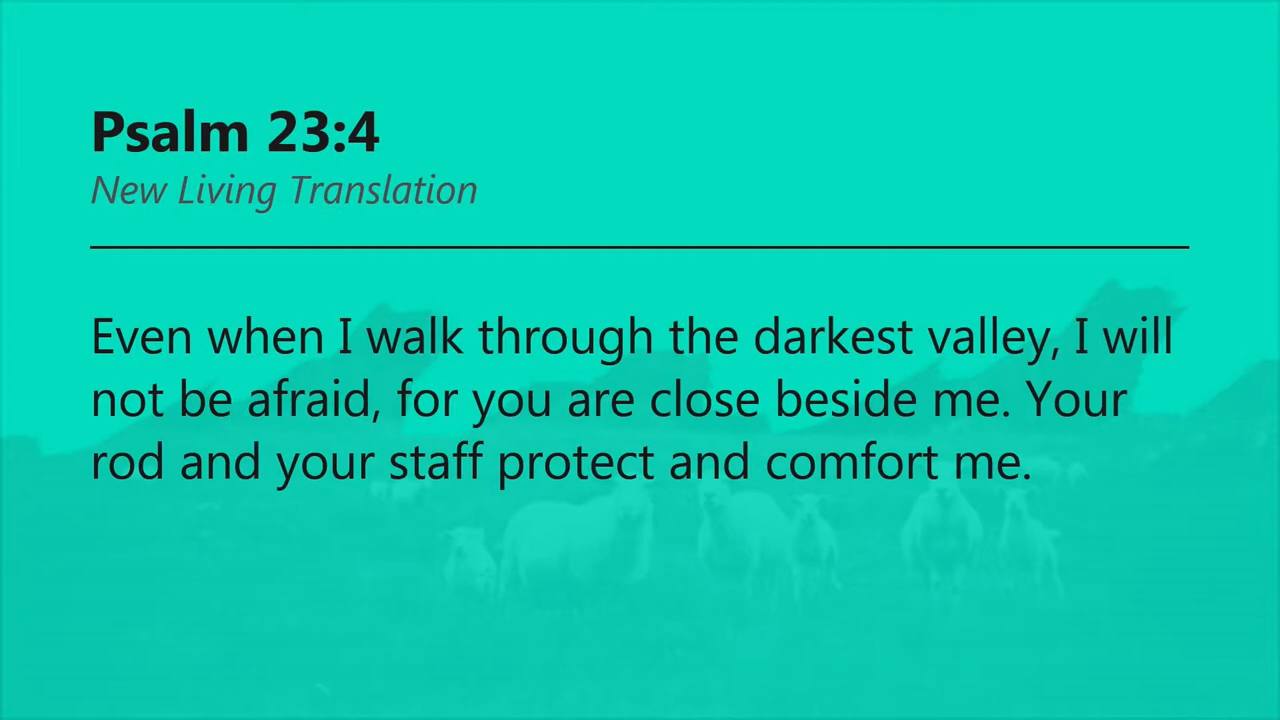 Psalm 23:4
New Living Translation
Even when I walk through the darkest valley, I will
not be afraid, for you are close beside me. Your
rod and your staff protect and comfort me.